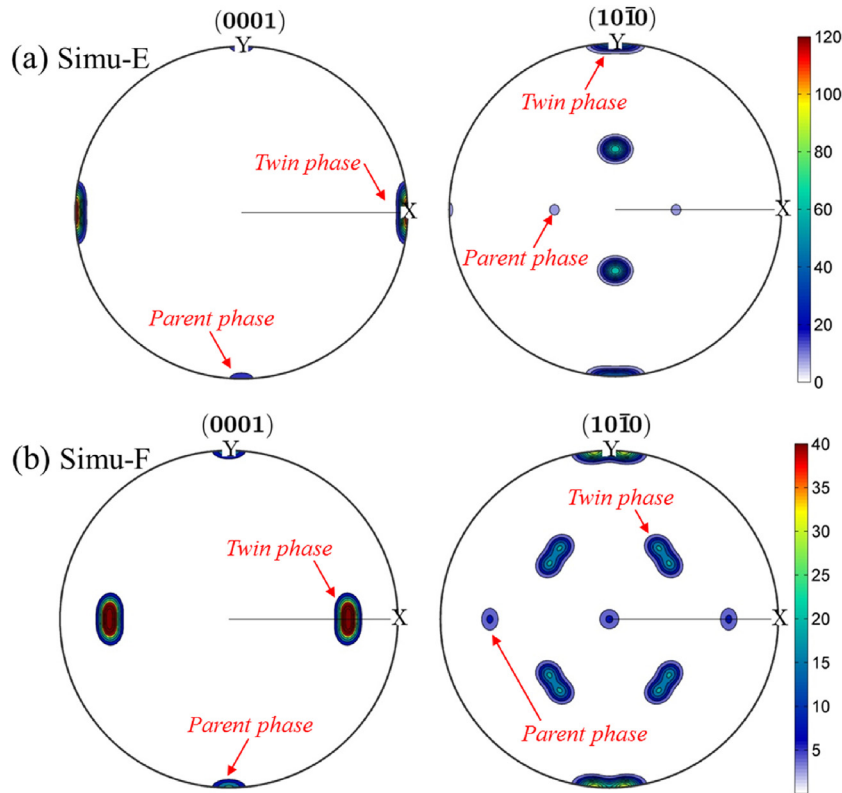 (0001) (101̄0)
(a) Simu-E Y Y
Twin phase
Twin phase
X X
Parent phase
Parent phase
120
100
80
60
40
20
0
(0001) (101̄0)
(b) Simu-F Y Y
Twin phase
Twin phase
X X
Parent phase
Parent phase
40
35
30
25
20
15
10
5